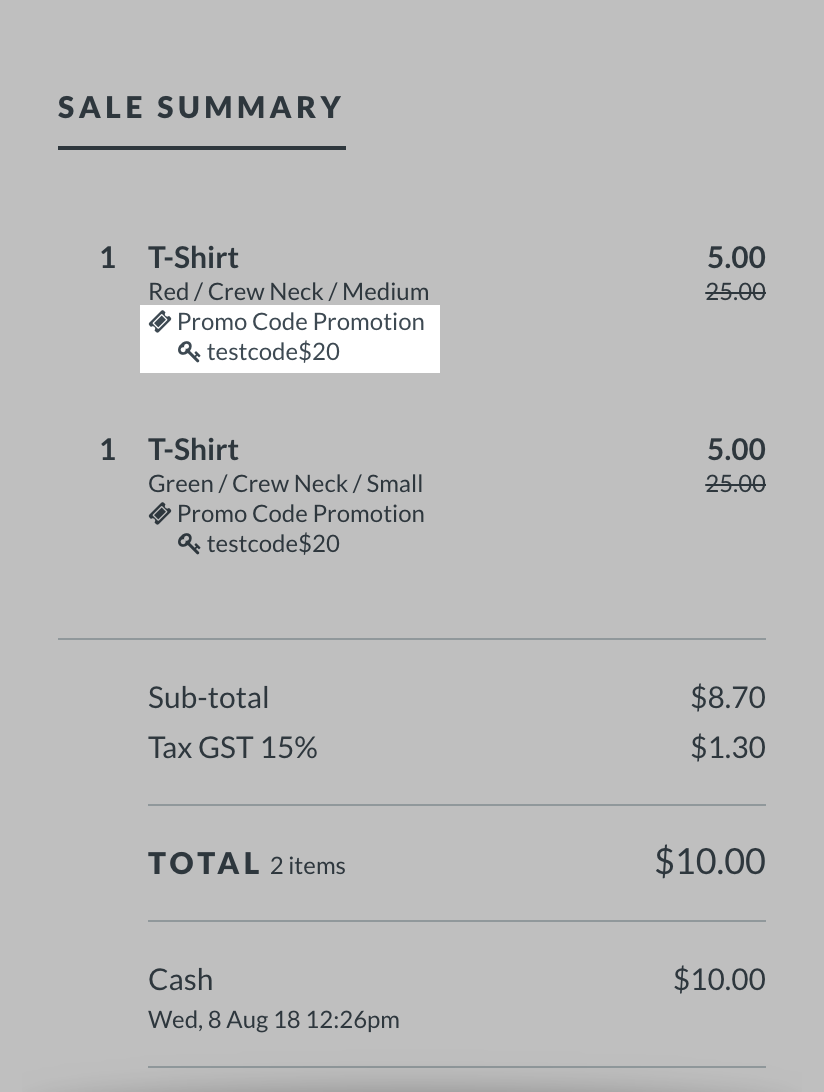 SALE SUMMARY
1 T-Shirt 5.00
Red / Crew Neck / Medium 25.00
Promo Code Promotion
testcode$20
1 T-Shirt 5.00
Green / Crew Neck / Small 25.00
Promo Code Promotion
testcode$20
Sub-total $8.70
Tax GST 15% $1.30
TOTAL 2 items $10.00
Cash $10.00
Wed, 8 Aug 18 12:26pm